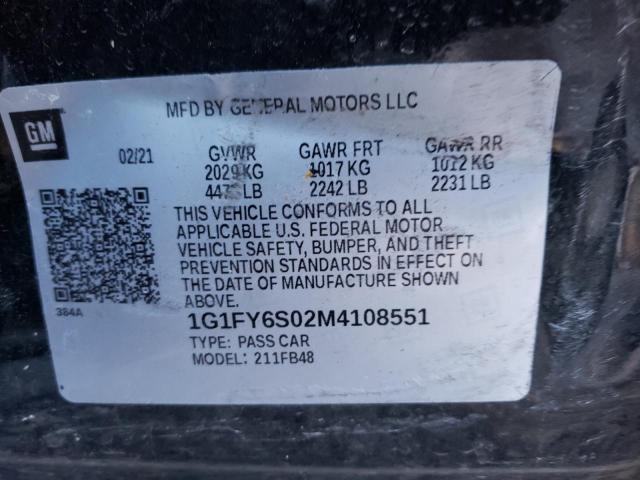 MFD BY GENERAL MOTORS LLC
GM
02/21 GVWR GAWR FRT GAWR RR
2029 KG 1017 KG 1012 KG
LB 2242 LB 2231 LB
THIS VEHICLE CONFORMS TO ALL
APPLICABLE U.S. FEDERAL MOTOR
VEHICLE SAFETY, BUMPER, AND THEFT
PREVENTION STANDARDS IN EFFECT ON
THE DATE OF MANUFACTURE SHOWN ABOVE.
384A
1G1FY6S02M4108551
TYPE: PASS CAR
MODEL: 211FB48